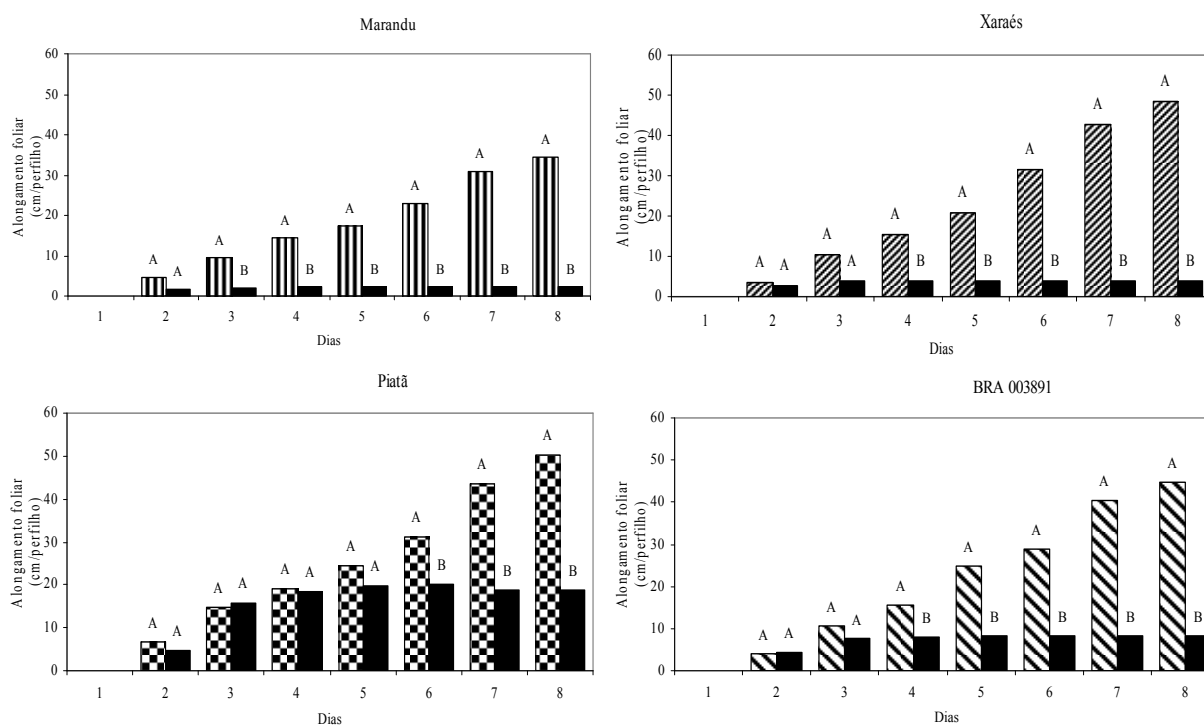 Marandu
Alongamento foliar
(cm/perfilho)
60
50
40
30
20
10
0
A A A B A B A B A B A B A B
1 2 3 4 5 6 7 8
Dias
Xaraés
Alongamento foliar
(cm/perfilho)
60
50
40
30
20
10
0
A A A A A B A B A B A B A B
1 2 3 4 5 6 7 8
Dias
Piatã
Alongamento foliar
(cm/perfilho)
60
50
40
30
20
10
0
A A A A A A A A A B A B A B
1 2 3 4 5 6 7 8
Dias
BRA 003891
Alongamento foliar
(cm/perfilho)
60
50
40
30
20
10
0
A A A A A B A B A B A B A B
1 2 3 4 5 6 7 8
Dias